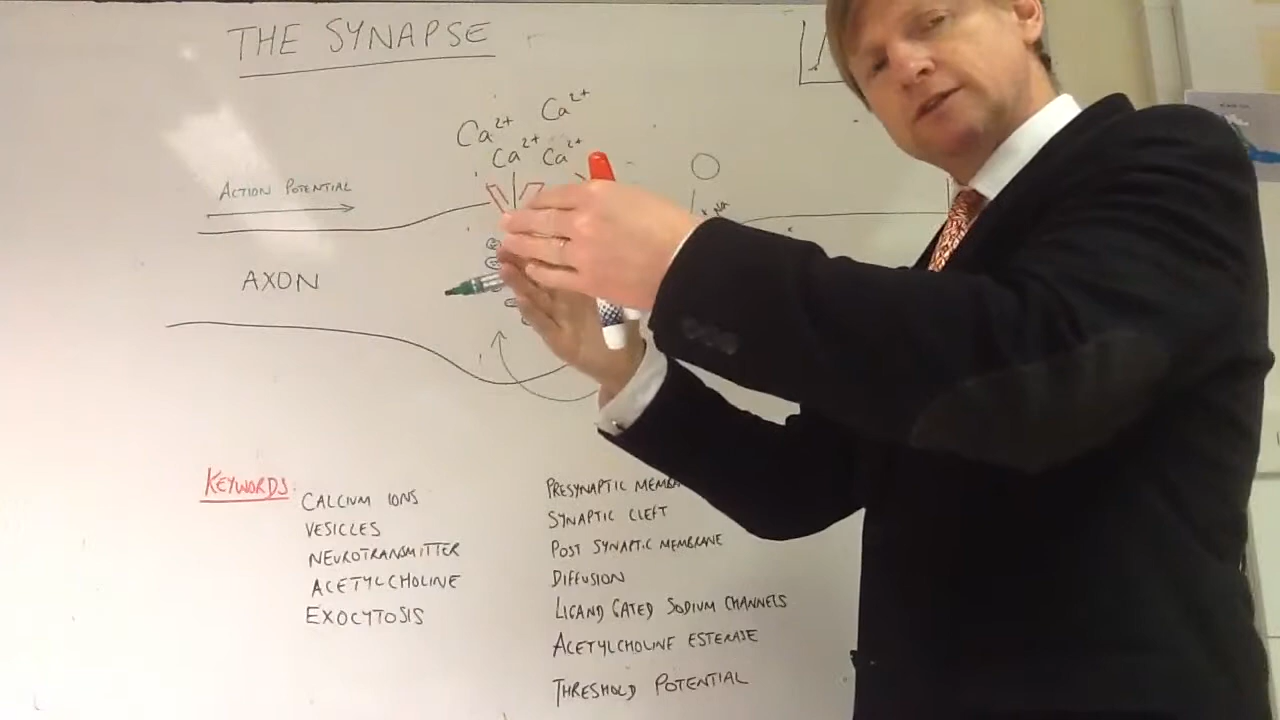 THE SYNAPSE
Ca2+
Ca2+
Ca2+ Ca2+
ACTION POTENTIAL
AXON
KEYWORDS:
CALCIUM IONS
VESICLES
NEUROTRANSMITTER
ACETYLCHOLINE
EXOCYTOSIS
PRESYNAPTIC
SYNAPTIC CLEFT
POST SYNAPTIC MEMBRANE
DIFFUSION
LIGAND GATED SODIUM CHANNELS
ACETYLCHOLINE ESTERASE
THRESHOLD POTENTIAL